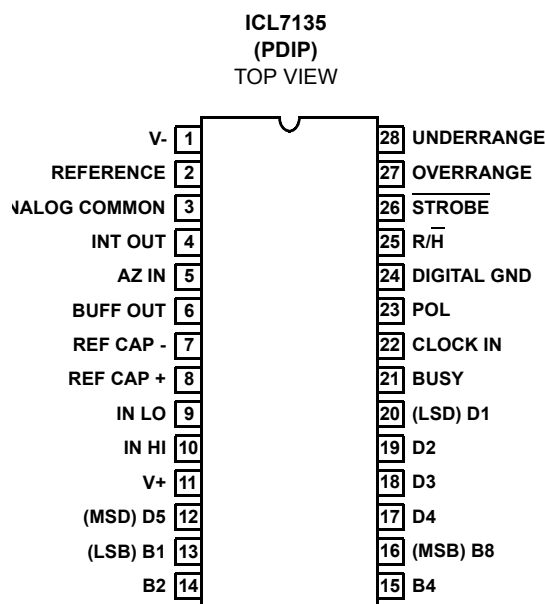 ICL7135
(PDIP)
TOP VIEW
V- 1
REFERENCE 2
NALOG COMMON 3
INT OUT 4
AZ IN 5
BUFF OUT 6
REF CAP - 7
REF CAP + 8
IN LO 9
IN HI 10
V+ 11
(MSD) D5 12
(LSB) B1 13
B2 14
28 UNDERRANGE
27 OVERRANGE
26 STROBE
25 R/H
24 DIGITAL GND
23 POL
22 CLOCK IN
21 BUSY
20 (LSD) D1
19 D2
18 D3
17 D4
16 (MSB) B8
15 B4